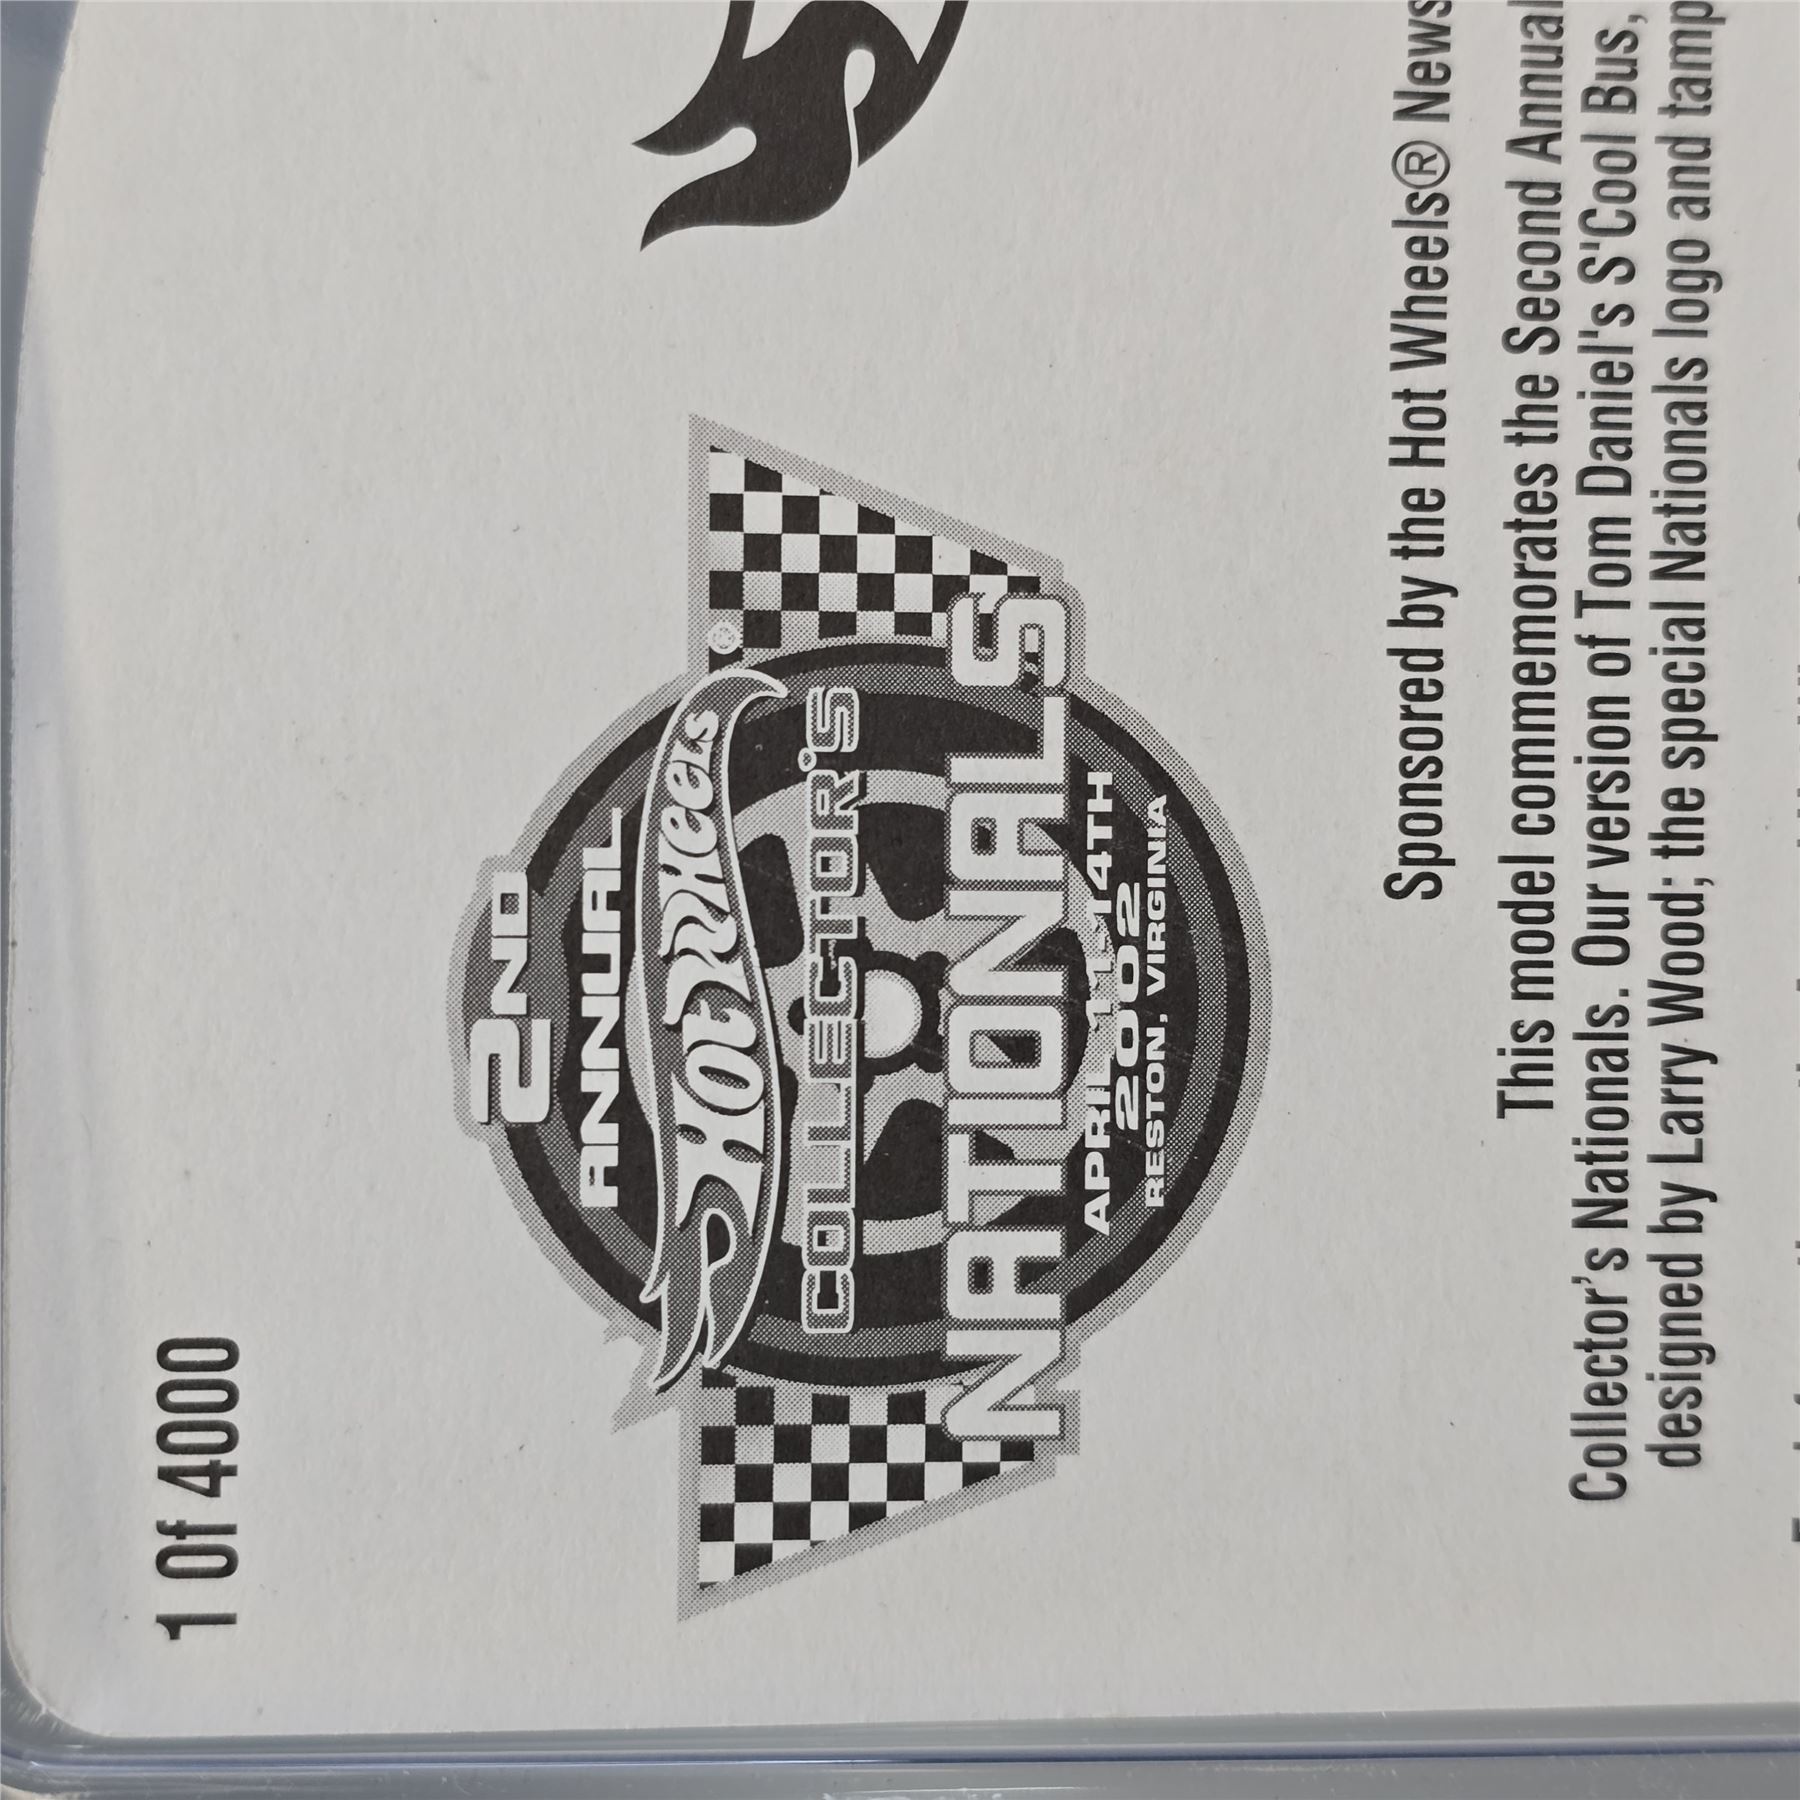 1 Of 4000
2ND
ANNUAL
Hot Wheels®
COLLECTOR'S
NATIONALS
APRIL 11-14TH
2002
RESTON, VIRGINIA
Sponsored by the Hot Wheels® News
This model commemorates the Second Annual
Collector's Nationals. Our version of Tom Daniel's S'Cool Bus,
designed by Larry Wood; the special Nationals logo and tamp